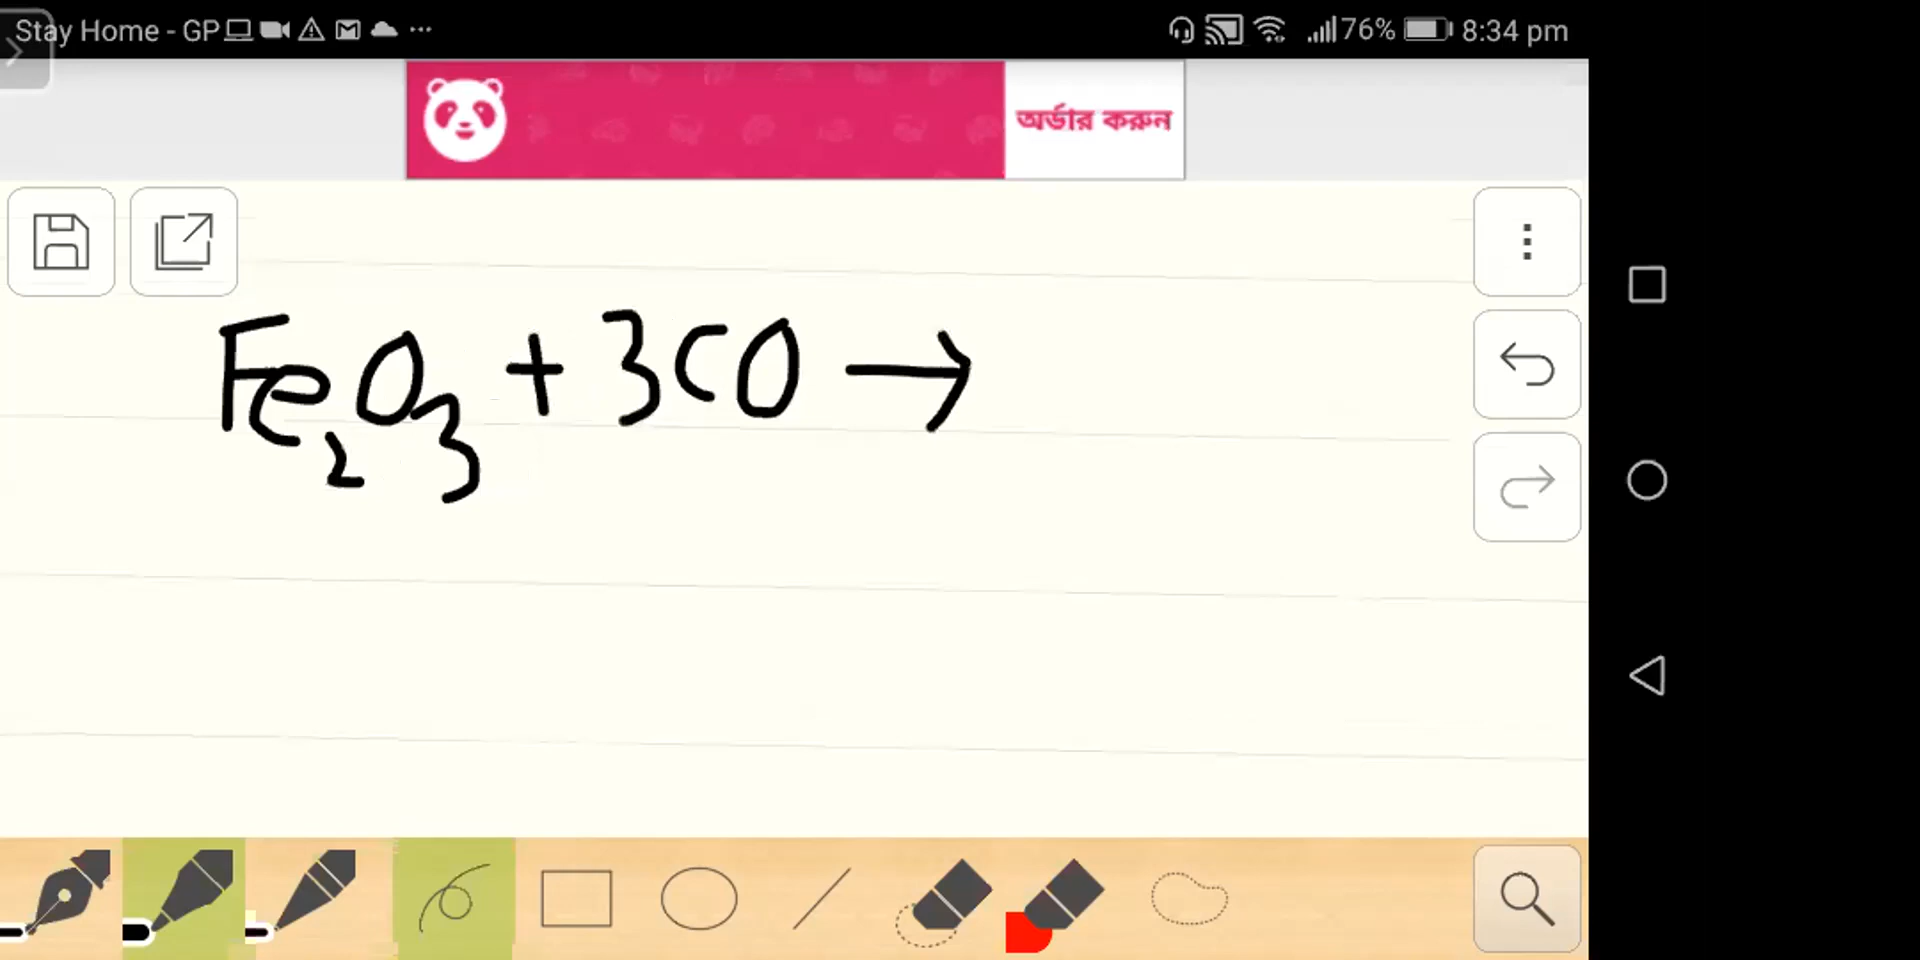 Stay Home - GP 76% 8:34 pm
অর্ডার করুন
Fe₂O₃ + 3CO →